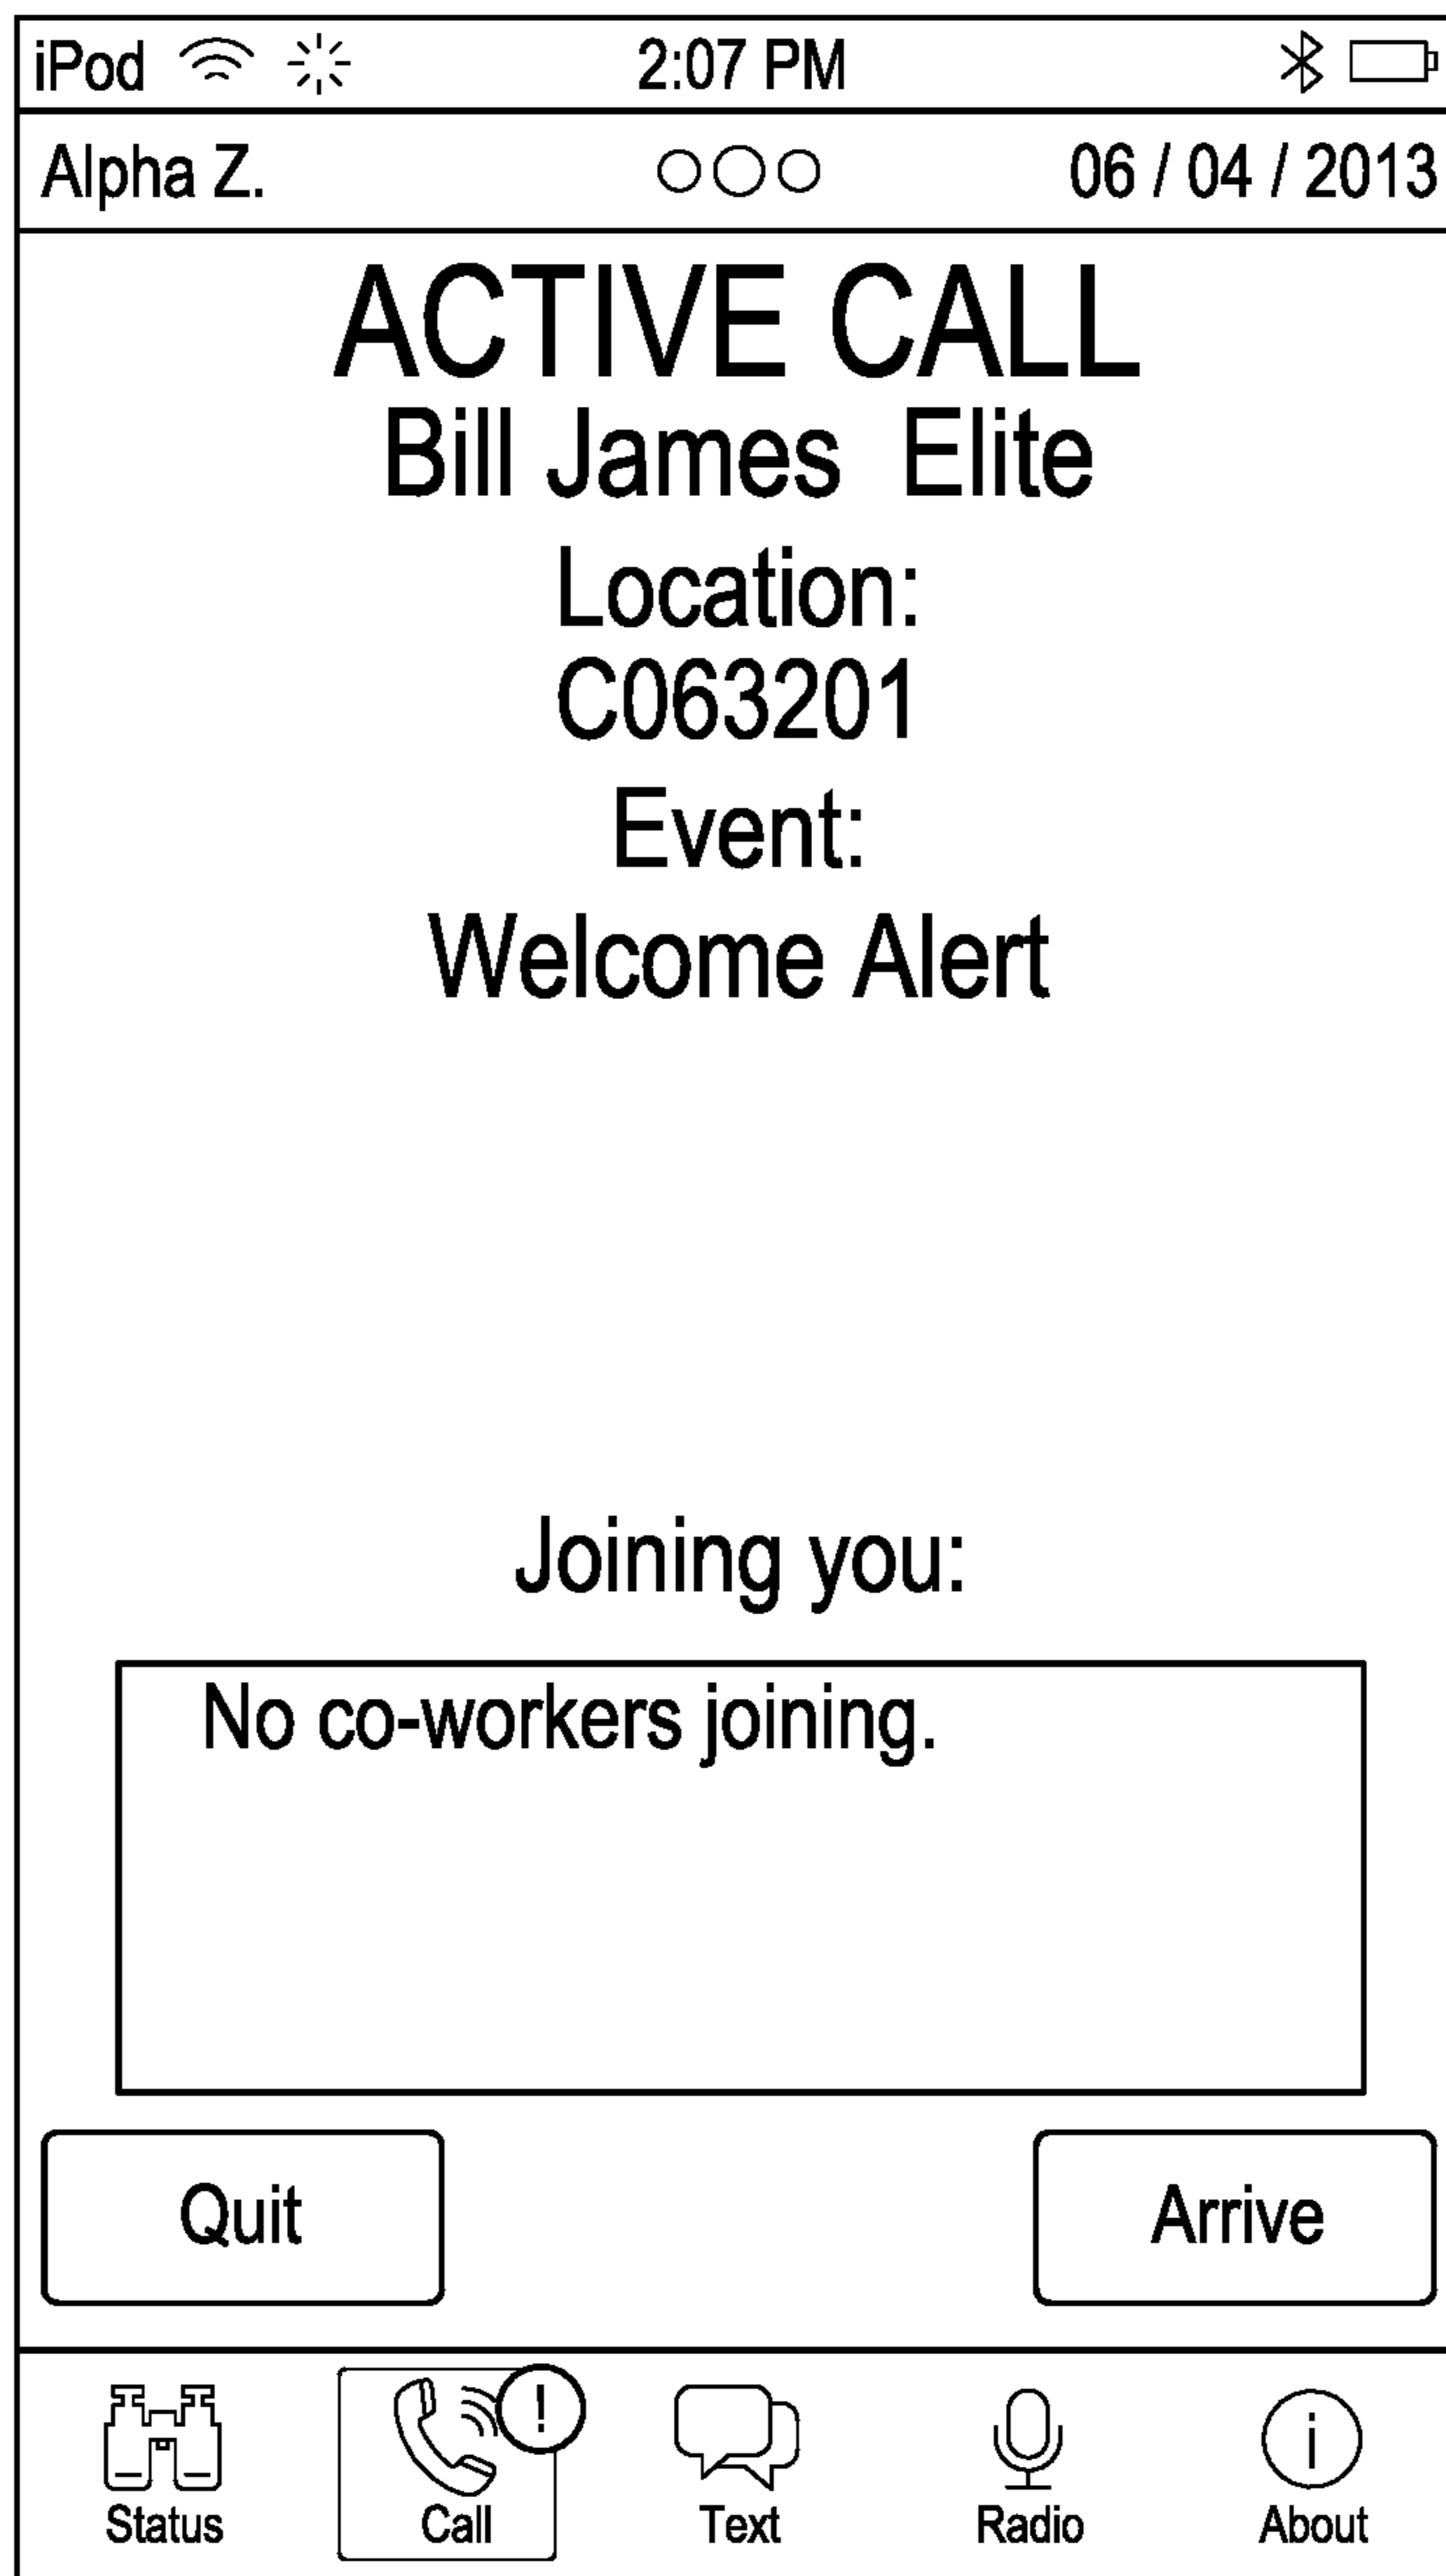 iPod 2:07 PM
Alpha Z. 06 / 04 / 2013
ACTIVE CALL
Bill James Elite
Location:
C063201
Event:
Welcome Alert
Joining you:
No co-workers joining.
Quit Arrive
!
i
Status Call Text Radio About